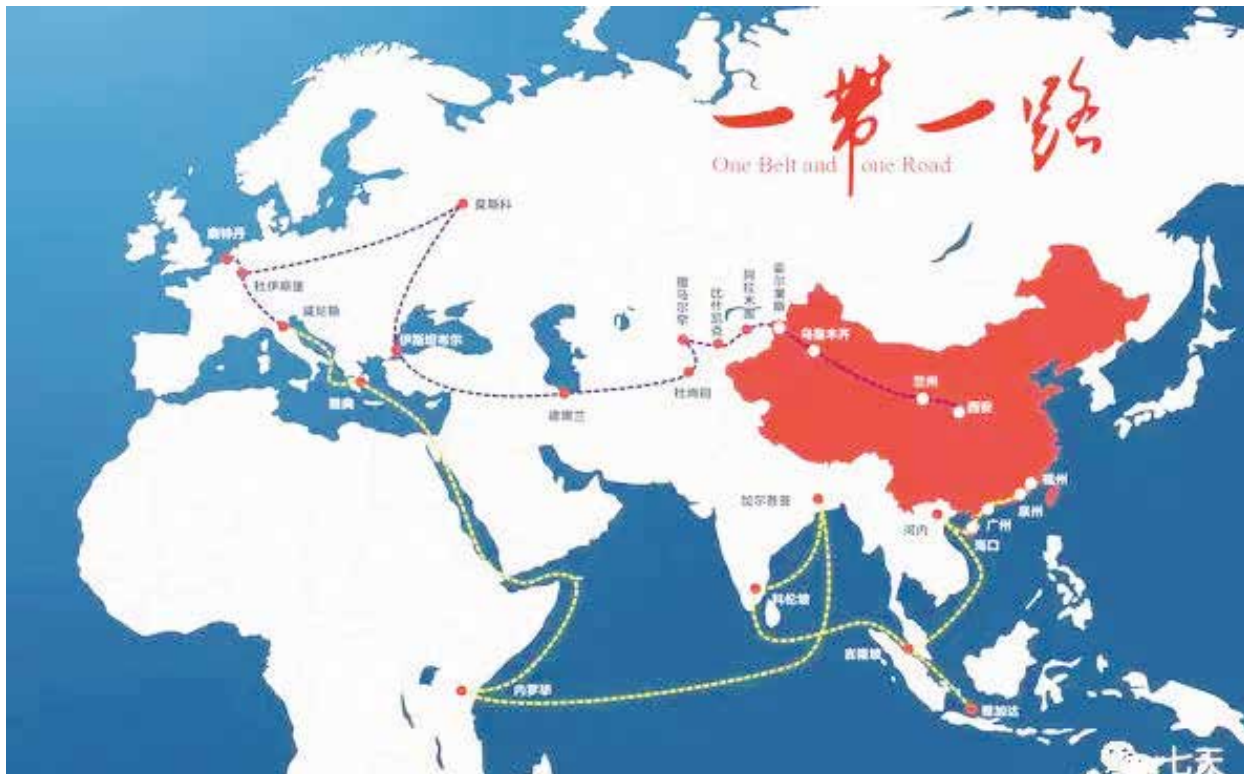 一带一路
One Belt and one Road
莫斯科
鹿特丹
杜伊斯堡
威尼斯
伊斯坦布尔
雅典
德黑兰
撒马尔罕
比什凯克
阿拉木图
霍尔果斯
杜尚别
乌鲁木齐
兰州
西安
加尔各答
河内
福州
泉州
广州
海口
科伦坡
吉隆坡
内罗毕
雅加达
七天